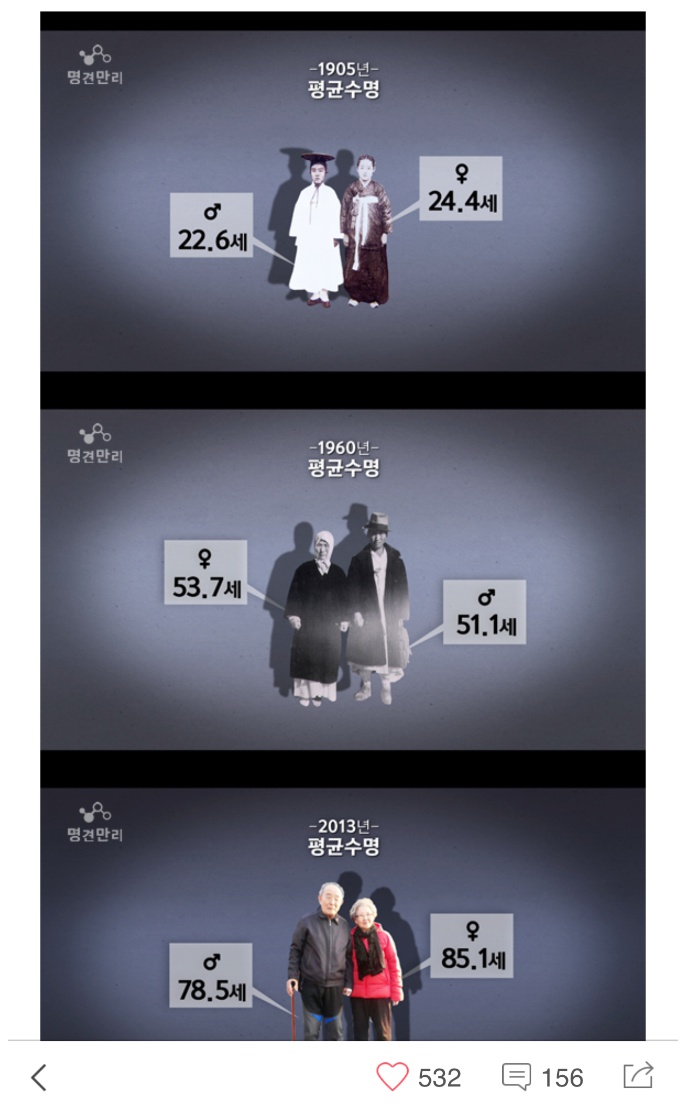 명견만리
-1905년-
평균수명
♂
22.6세
♀
24.4세
명견만리
-1960년-
평균수명
♀
53.7세
♂
51.1세
명견만리
-2013년-
평균수명
♂
78.5세
♀
85.1세
532
156